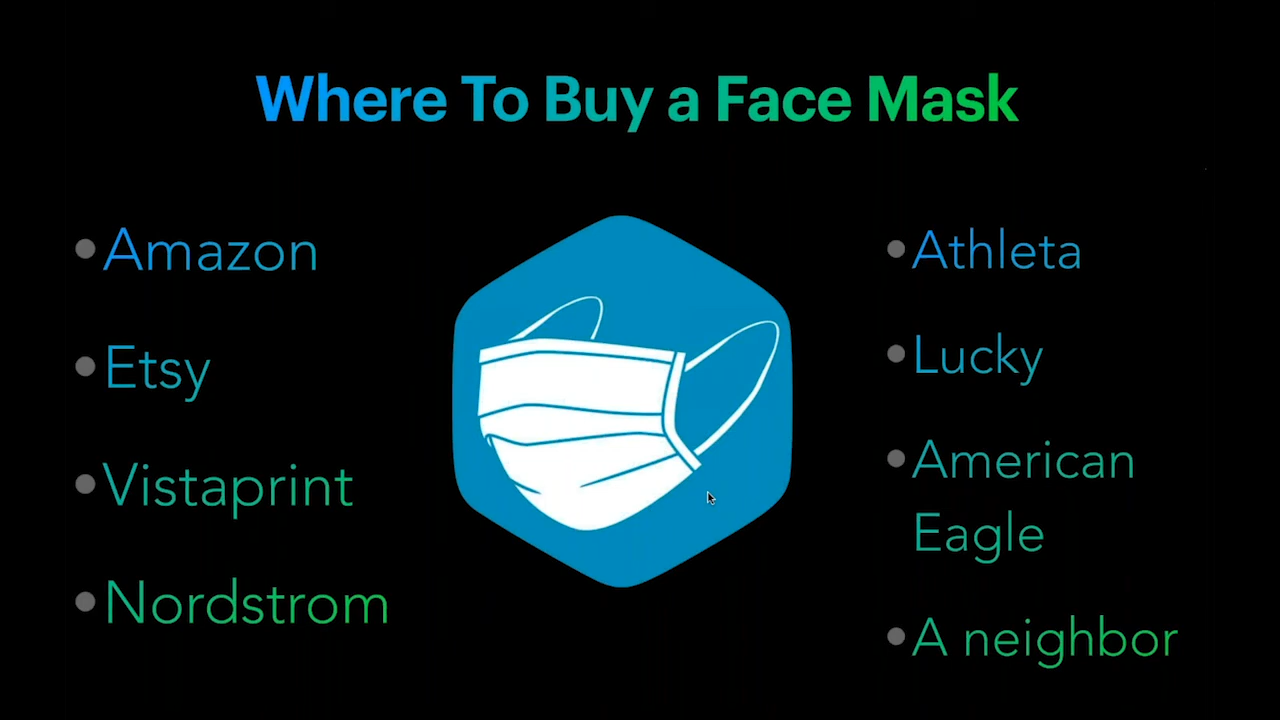 Where To Buy a Face Mask
Amazon
Etsy
Vistaprint
Nordstrom
Athleta
Lucky
American
Eagle
A neighbor